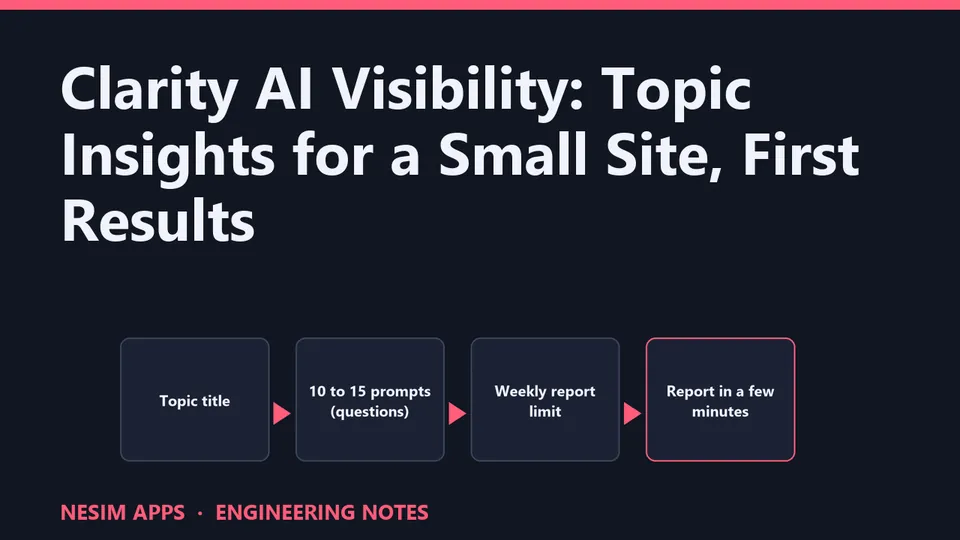 Clarity AI Visibility: Topic
Insights for a Small Site, First
Results
Topic title
10 to 15 prompts
(questions)
Weekly report
limit
Report in a few
minutes
NESIM APPS · ENGINEERING NOTES